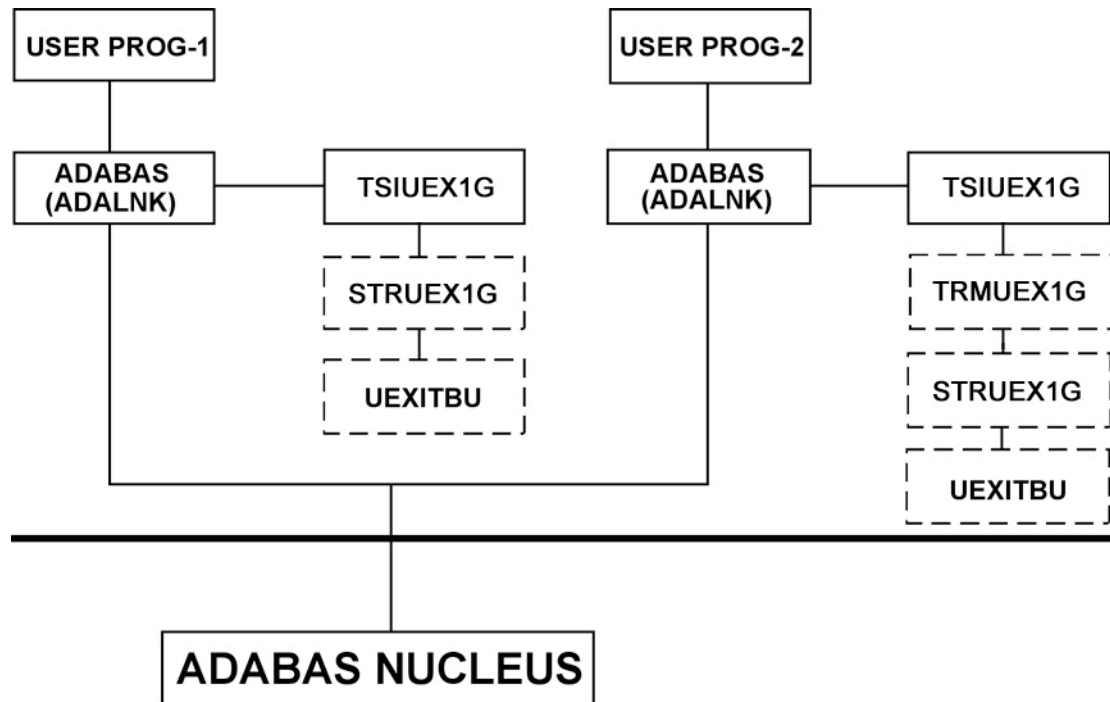 USER PROG-1
USER PROG-2
ADABAS
(ADALNK)
TSIUEX1G
ADABAS
(ADALNK)
TSIUEX1G
STRUEX1G
TRMUEX1G
UEXITBU
STRUEX1G
UEXITBU
ADABAS NUCLEUS